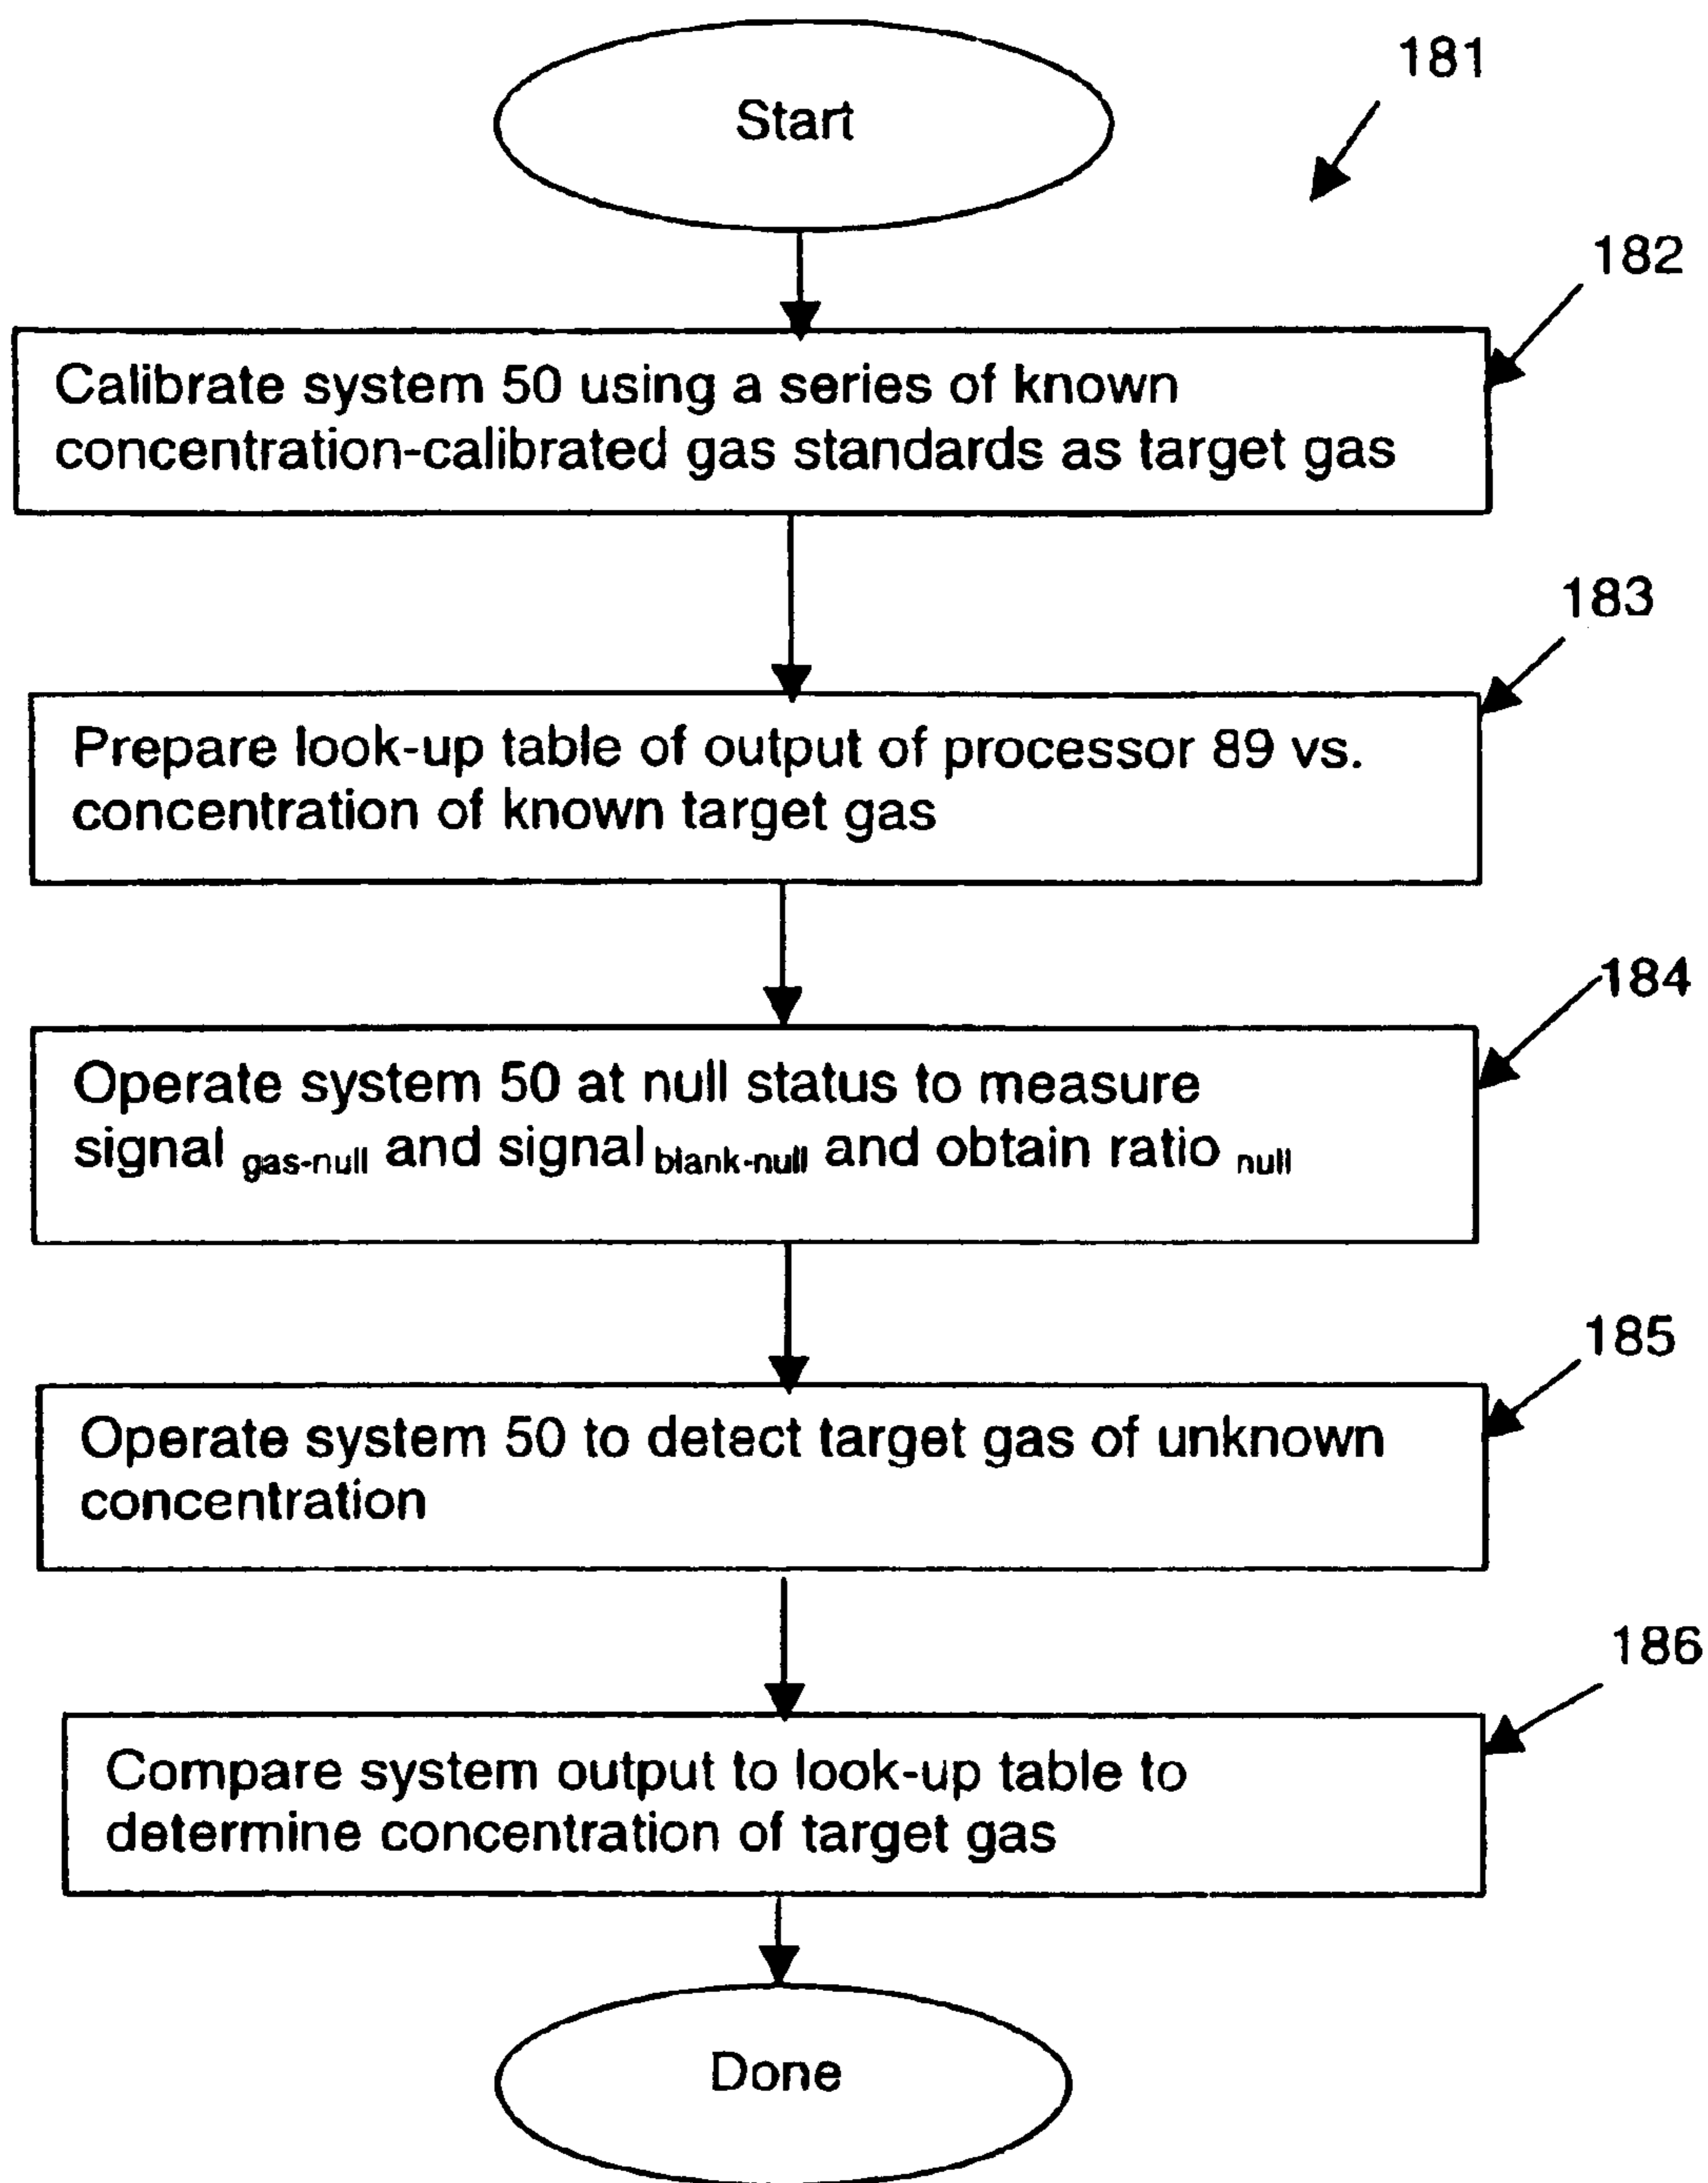 Start
181
182
Calibrate system 50 using a series of known
concentration-calibrated gas standards as target gas
183
Prepare look-up table of output of processor 89 vs.
concentration of known target gas
184
Operate system 50 at null status to measure
signal gas-null and signal blank-null and obtain ratio null
185
Operate system 50 to detect target gas of unknown
concentration
186
Compare system output to look-up table to
determine concentration of target gas
Done